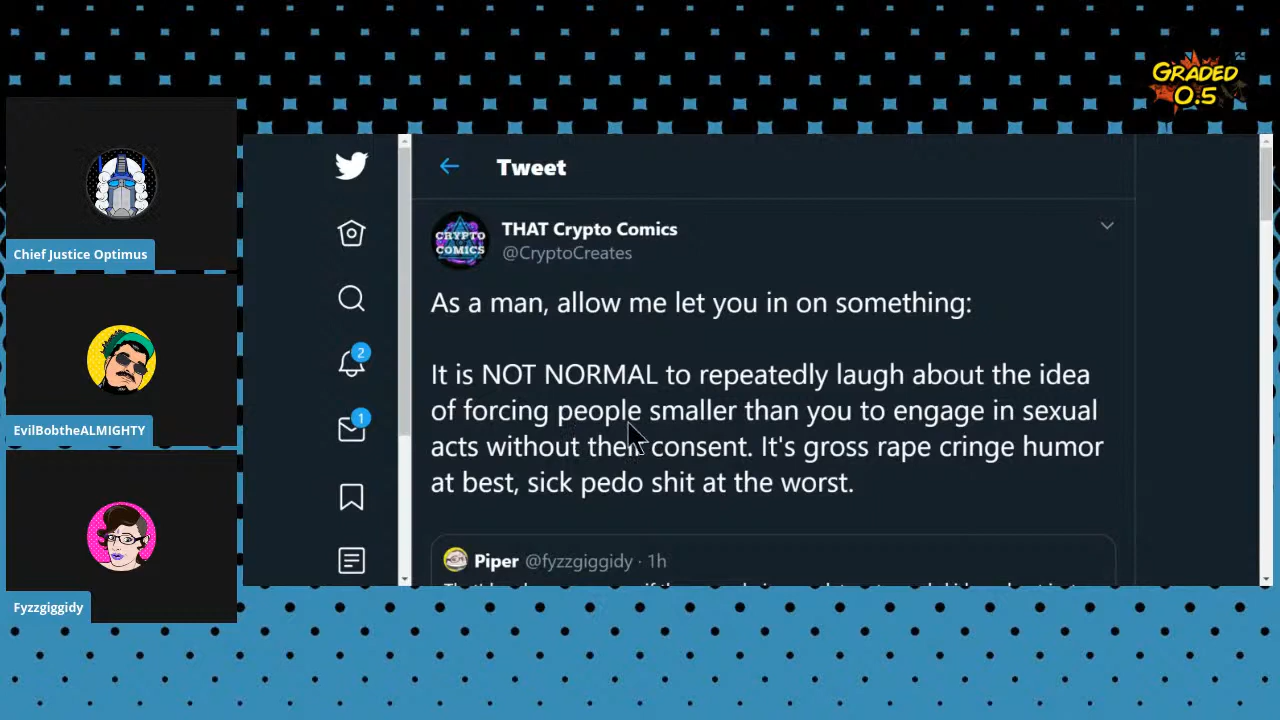 GRADED
0.5
Chief Justice Optimus
EvilBobtheALMIGHTY
Fyzzgiggidy
2
1
Tweet
CRYPTO
COMICS
THAT Crypto Comics
@CryptoCreates
As a man, allow me let you in on something:
It is NOT NORMAL to repeatedly laugh about the idea
of forcing people smaller than you to engage in sexual
acts without their consent. It's gross rape cringe humor
at best, sick pedo shit at the worst.
Piper @fyzzgiggidy · 1h